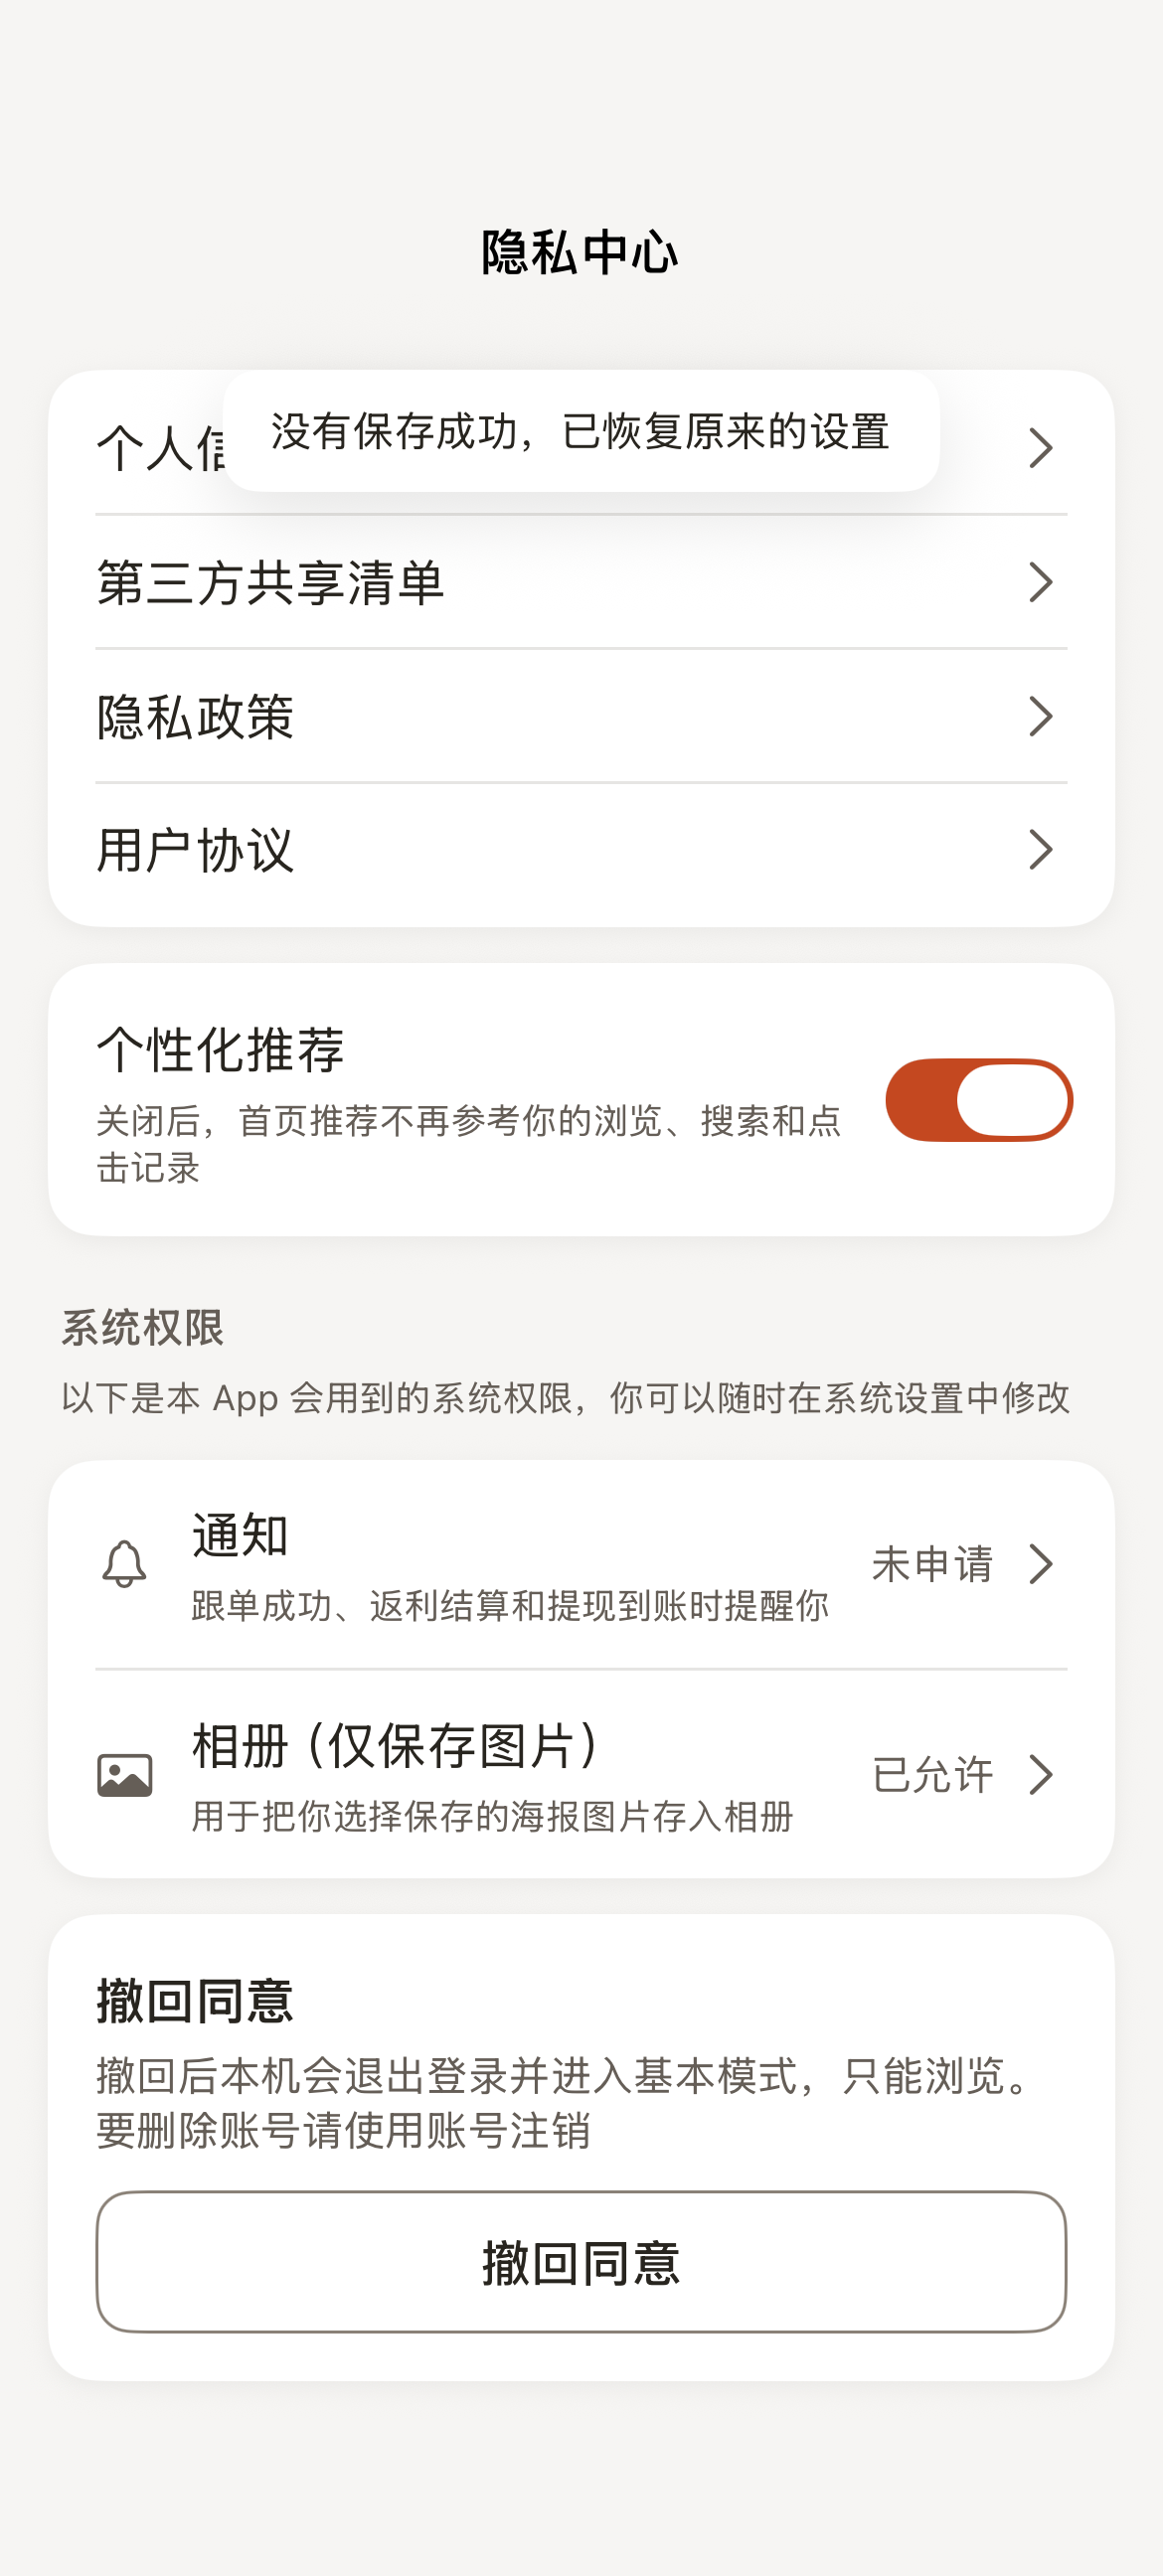 隐私中心
没有保存成功，已恢复原来的设置
个人信
第三方共享清单
隐私政策
用户协议
个性化推荐
关闭后，首页推荐不再参考你的浏览、搜索和点
击记录
系统权限
以下是本 App 会用到的系统权限，你可以随时在系统设置中修改
通知
未申请
跟单成功、返利结算和提现到账时提醒你
相册（仅保存图片）
已允许
用于把你选择保存的海报图片存入相册
撤回同意
撤回后本机会退出登录并进入基本模式，只能浏览。
要删除账号请使用账号注销
撤回同意